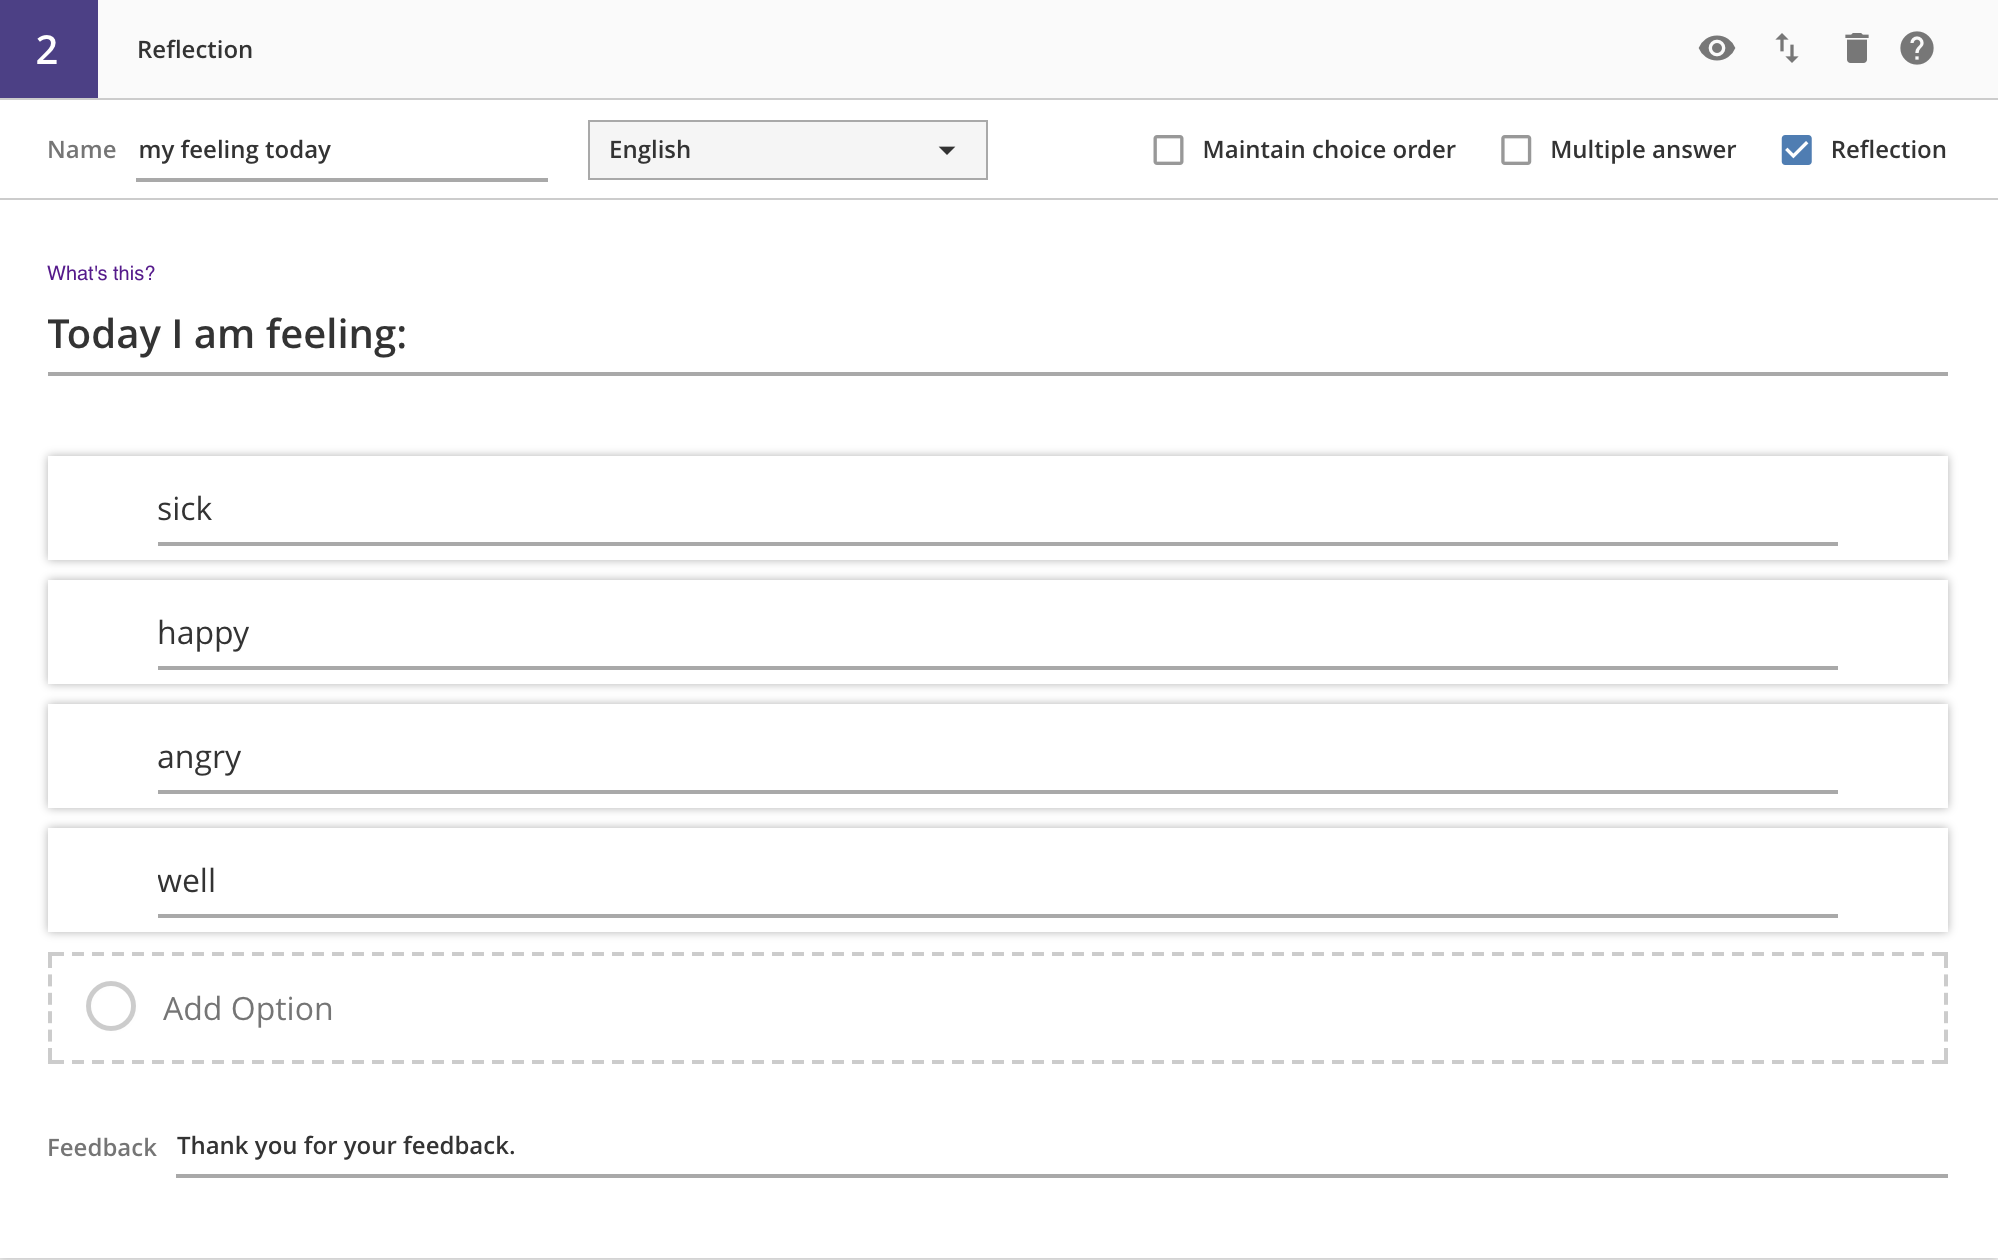 2 Reflection
Name my feeling today English Maintain choice order Multiple answer Reflection
What's this?
Today I am feeling:
sick
happy
angry
well
Add Option
Feedback Thank you for your feedback.